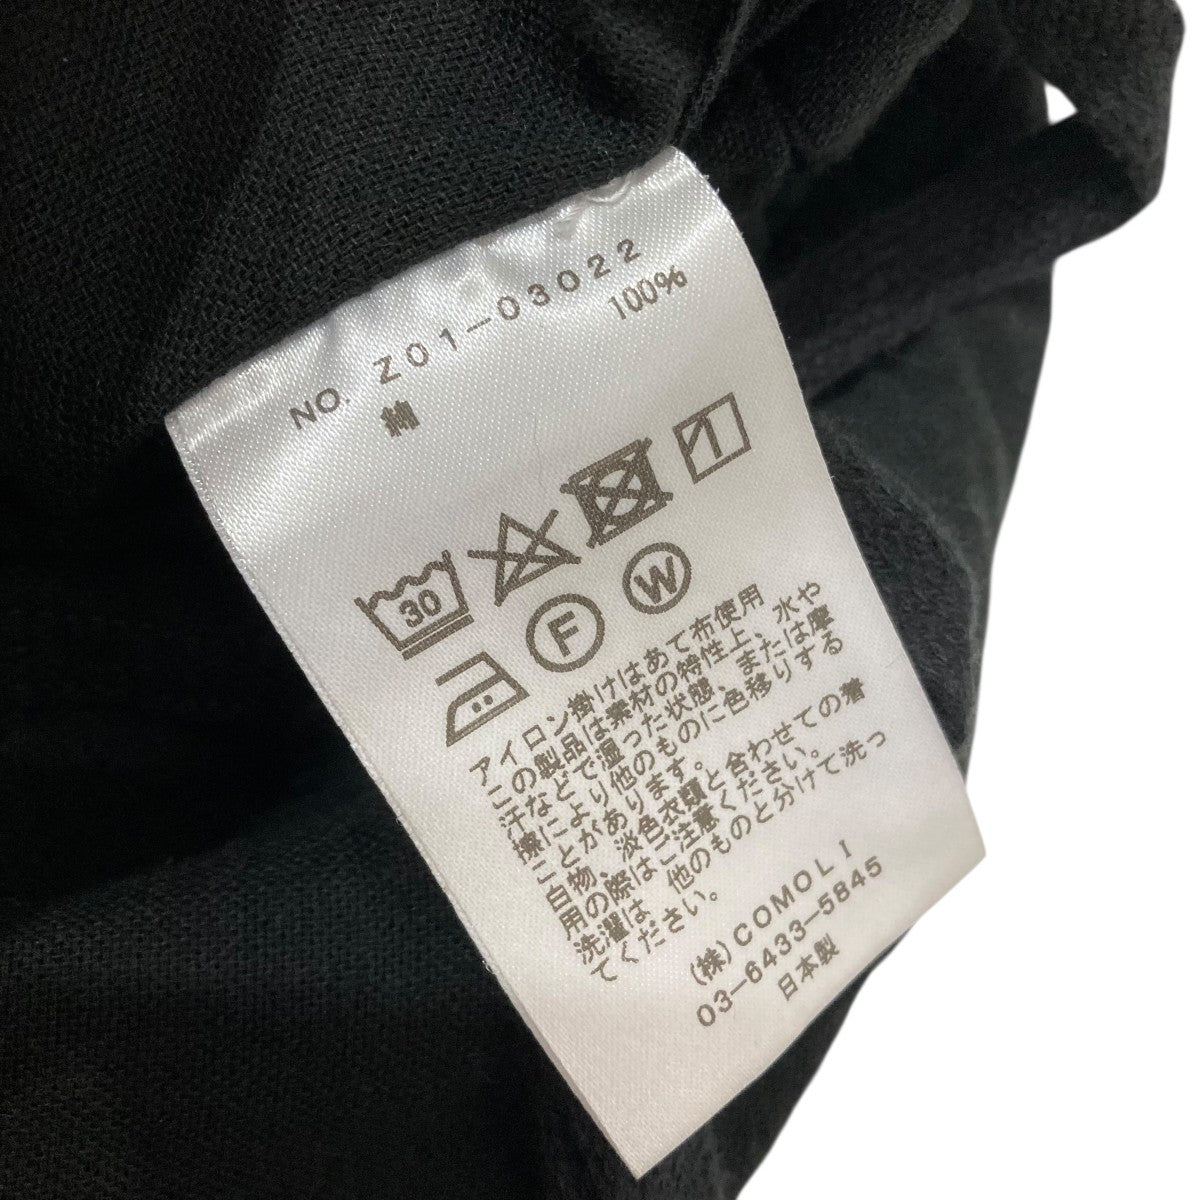 NO. Z01-03022
綿 100%
30
F W
アイロン掛けはあて布使用
この製品は素材の特性上、水や
汗などで湿った状態、または摩
擦により他のものに色移りする
ことがあります。
白物、淡色衣類と合わせての着
用の際はご注意ください。
洗濯は、他のものと分けて洗っ
てください。
(株)COMOLI
03-6433-5845
日本製